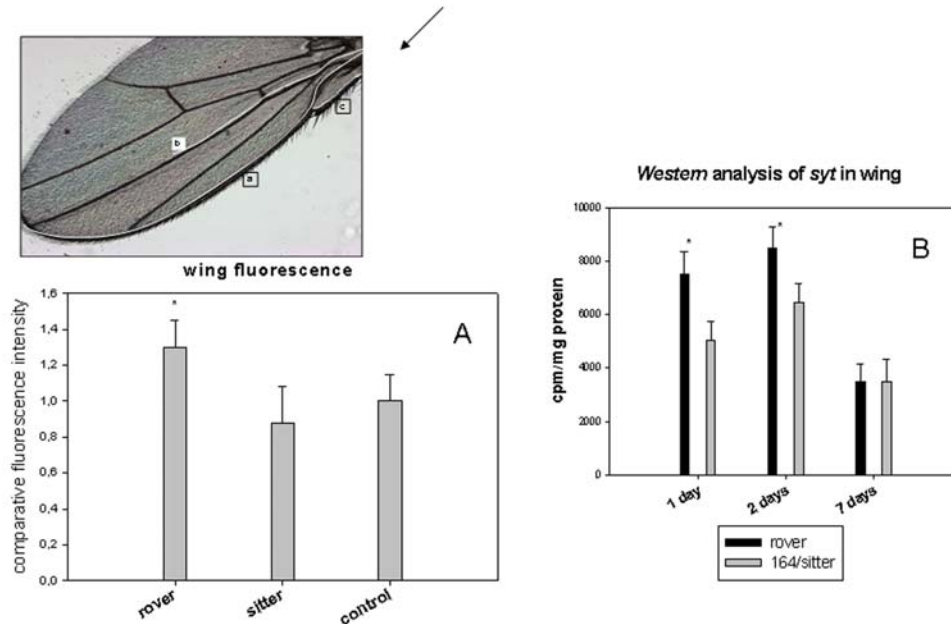 c
b
a
wing fluorescence
comparative fluorescence intensity
1,6
1,4
1,2
1,0
0,8
0,6
0,4
0,2
0,0
*
A
rover
sitter
control
Western analysis of syt in wing
cpm/mg protein
10000
8000
6000
4000
2000
0
*
*
B
1 day
2 days
7 days
rover
164/sitter